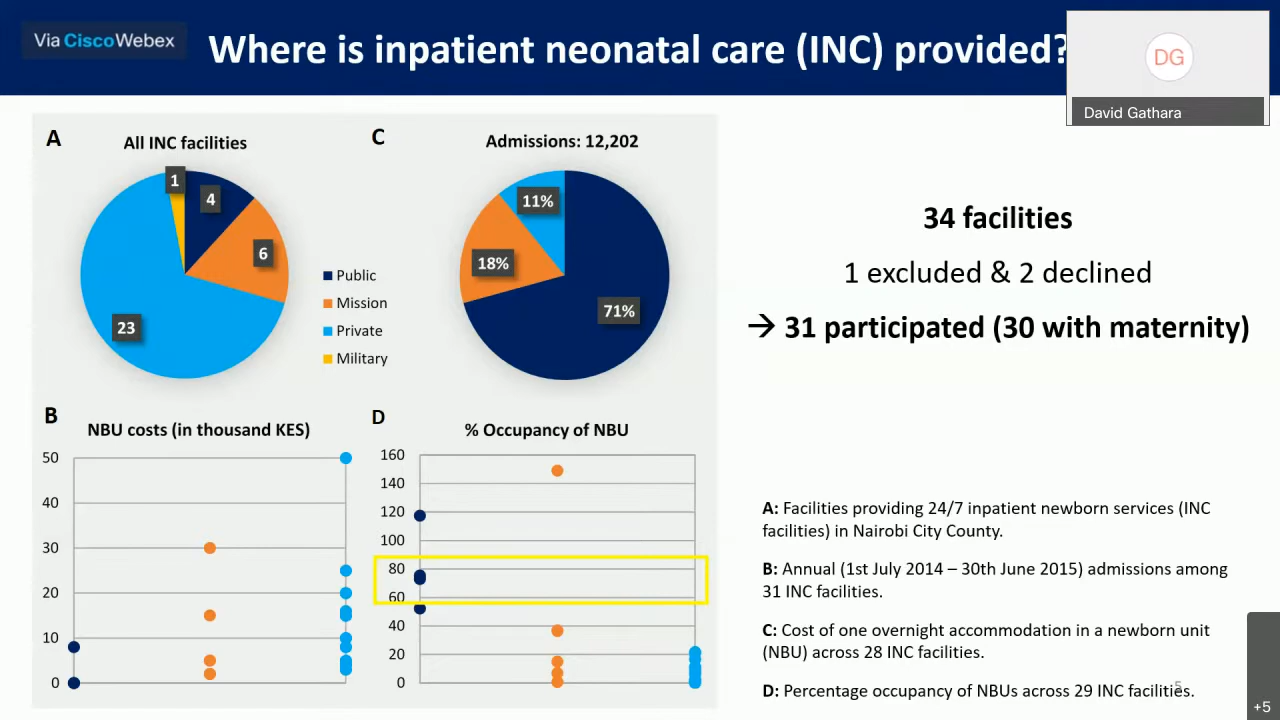 Via CiscoWebex
Where is inpatient neonatal care (INC) provided?
DG
David Gathara
A
All INC facilities
1
4
6
23
Public
Mission
Private
Military
C
Admissions: 12,202
11%
18%
71%
34 facilities
1 excluded & 2 declined
→ 31 participated (30 with maternity)
B
NBU costs (in thousand KES)
50
40
30
20
10
0
D
% Occupancy of NBU
160
140
120
100
80
60
40
20
0
A: Facilities providing 24/7 inpatient newborn services (INC
facilities) in Nairobi City County.
B: Annual (1st July 2014 – 30th June 2015) admissions among
31 INC facilities.
C: Cost of one overnight accommodation in a newborn unit
(NBU) across 28 INC facilities.
D: Percentage occupancy of NBUs across 29 INC facilities.
5
+5